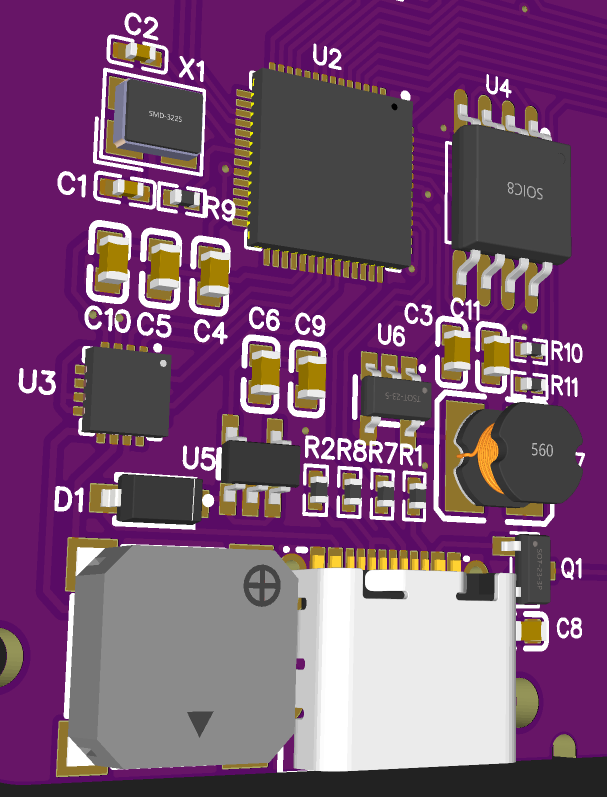 C2
U2
X1
U4
SMD-3225
SOIC8
C1
R9
C10 C5 C4
C6 C9
U6
C3 C11
R10
R11
U3
TSOT-23-5
U5
R2 R8 R7 R1
560
7
D1
SOT-23-3P
Q1
C8